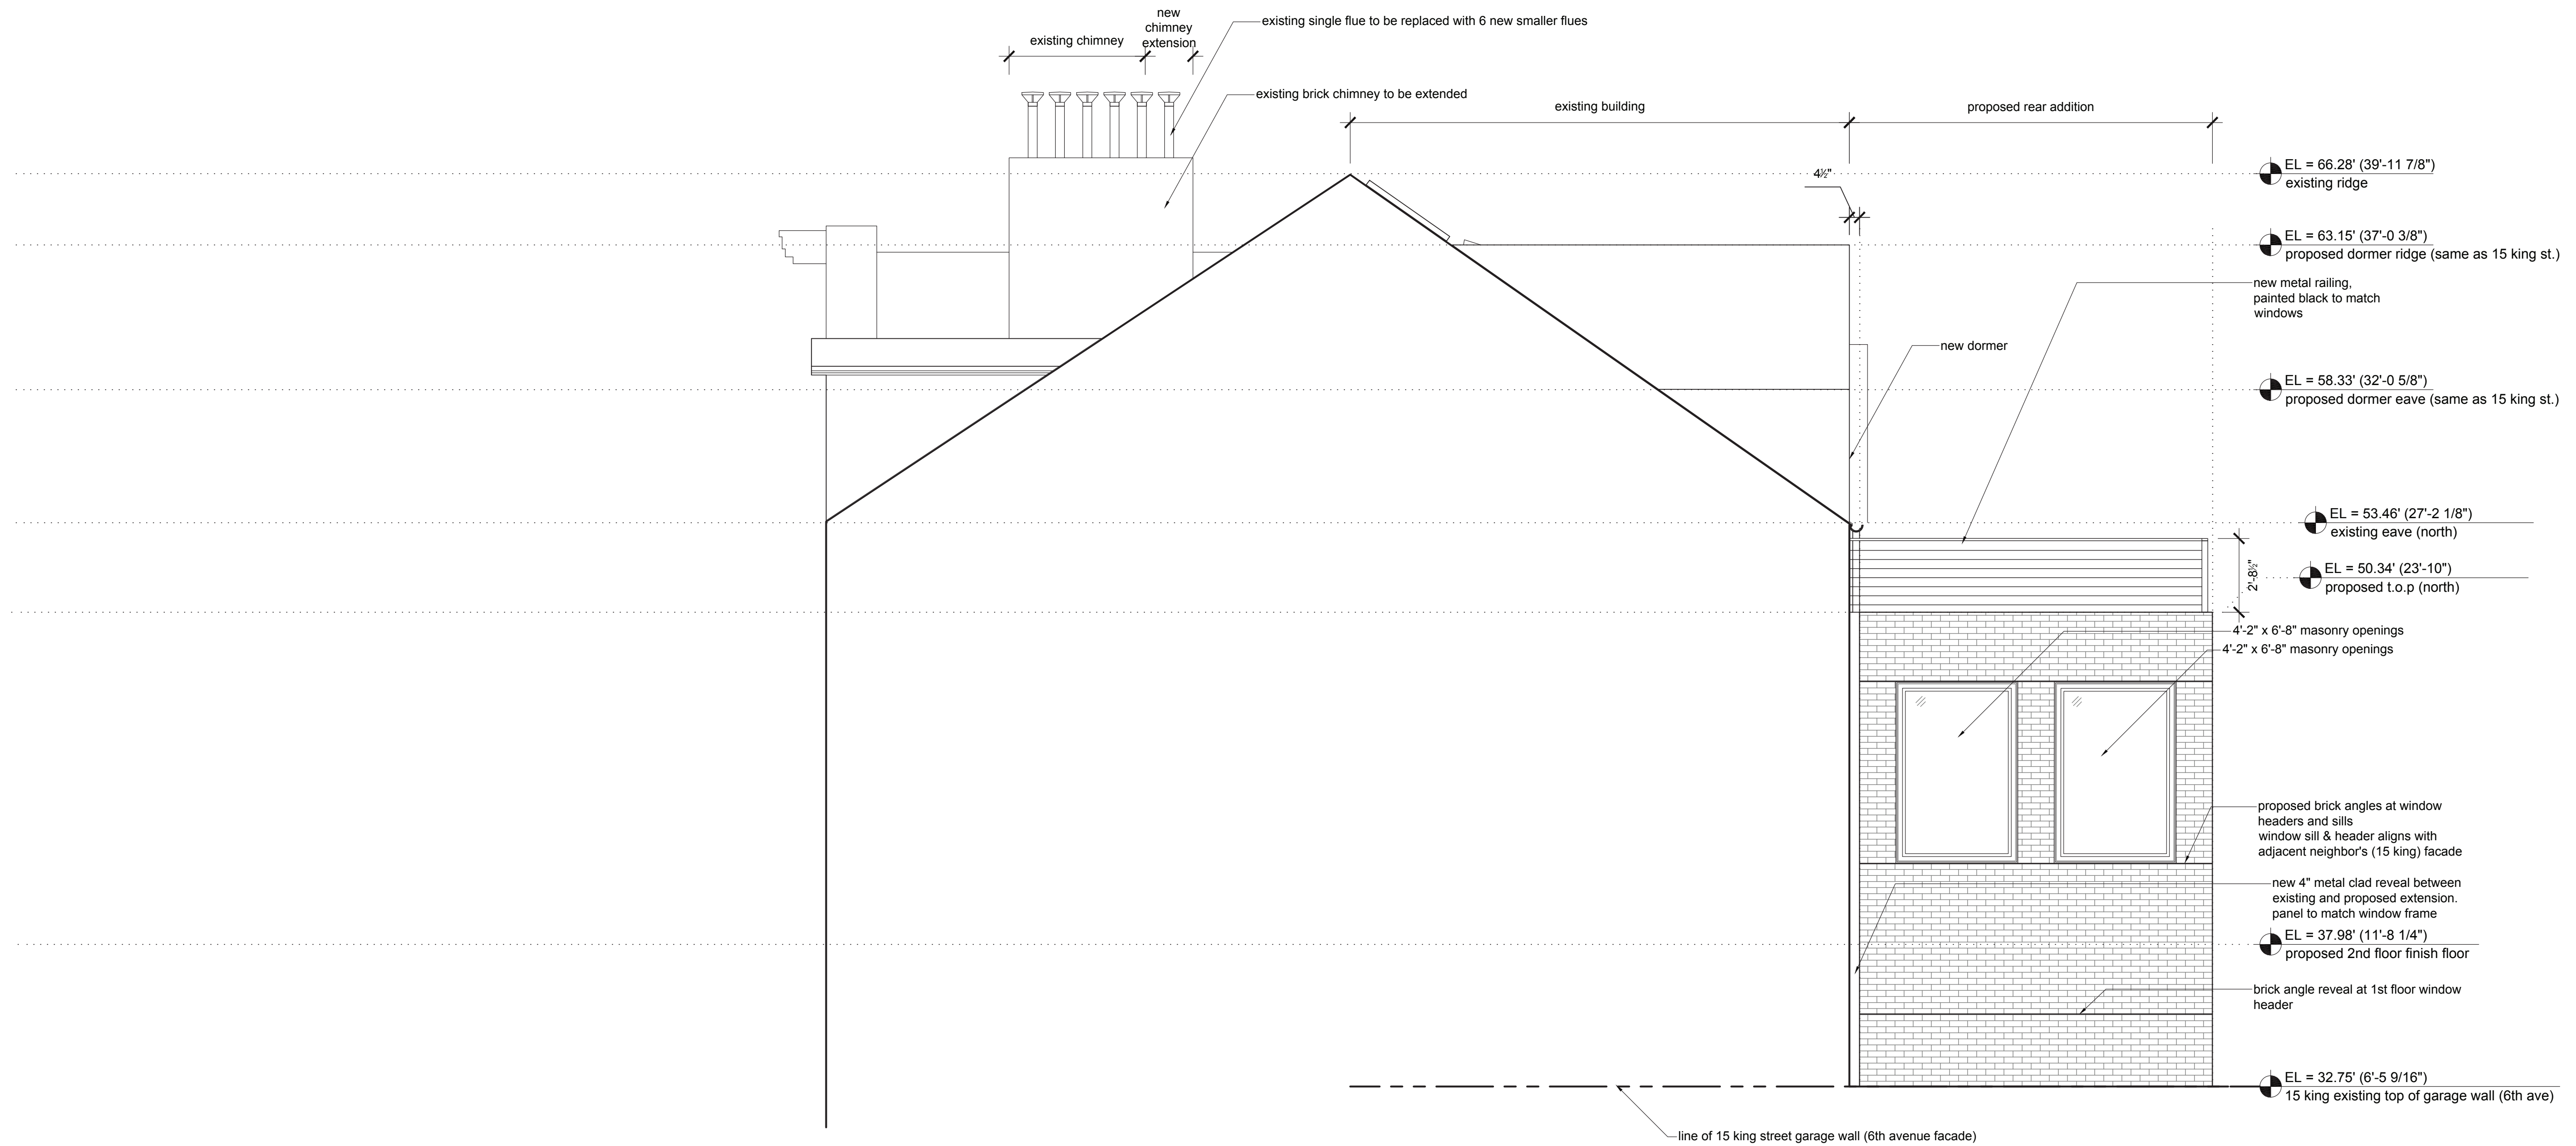 new
chimney
extension
existing chimney
existing single flue to be replaced with 6 new smaller flues
existing brick chimney to be extended
existing building
proposed rear addition
EL = 66.28' (39'-11 7/8")
existing ridge
4½"
EL = 63.15' (37'-0 3/8")
proposed dormer ridge (same as 15 king st.)
new metal railing,
painted black to match
windows
new dormer
EL = 58.33' (32'-0 5/8")
proposed dormer eave (same as 15 king st.)
EL = 53.46' (27'-2 1/8")
existing eave (north)
2'-8½"
EL = 50.34' (23'-10")
proposed t.o.p (north)
4'-2" x 6'-8" masonry openings
4'-2" x 6'-8" masonry openings
proposed brick angles at window
headers and sills
window sill & header aligns with
adjacent neighbor's (15 king) facade
new 4" metal clad reveal between
existing and proposed extension.
panel to match window frame
EL = 37.98' (11'-8 1/4")
proposed 2nd floor finish floor
brick angle reveal at 1st floor window
header
EL = 32.75' (6'-5 9/16")
15 king existing top of garage wall (6th ave)
line of 15 king street garage wall (6th avenue facade)